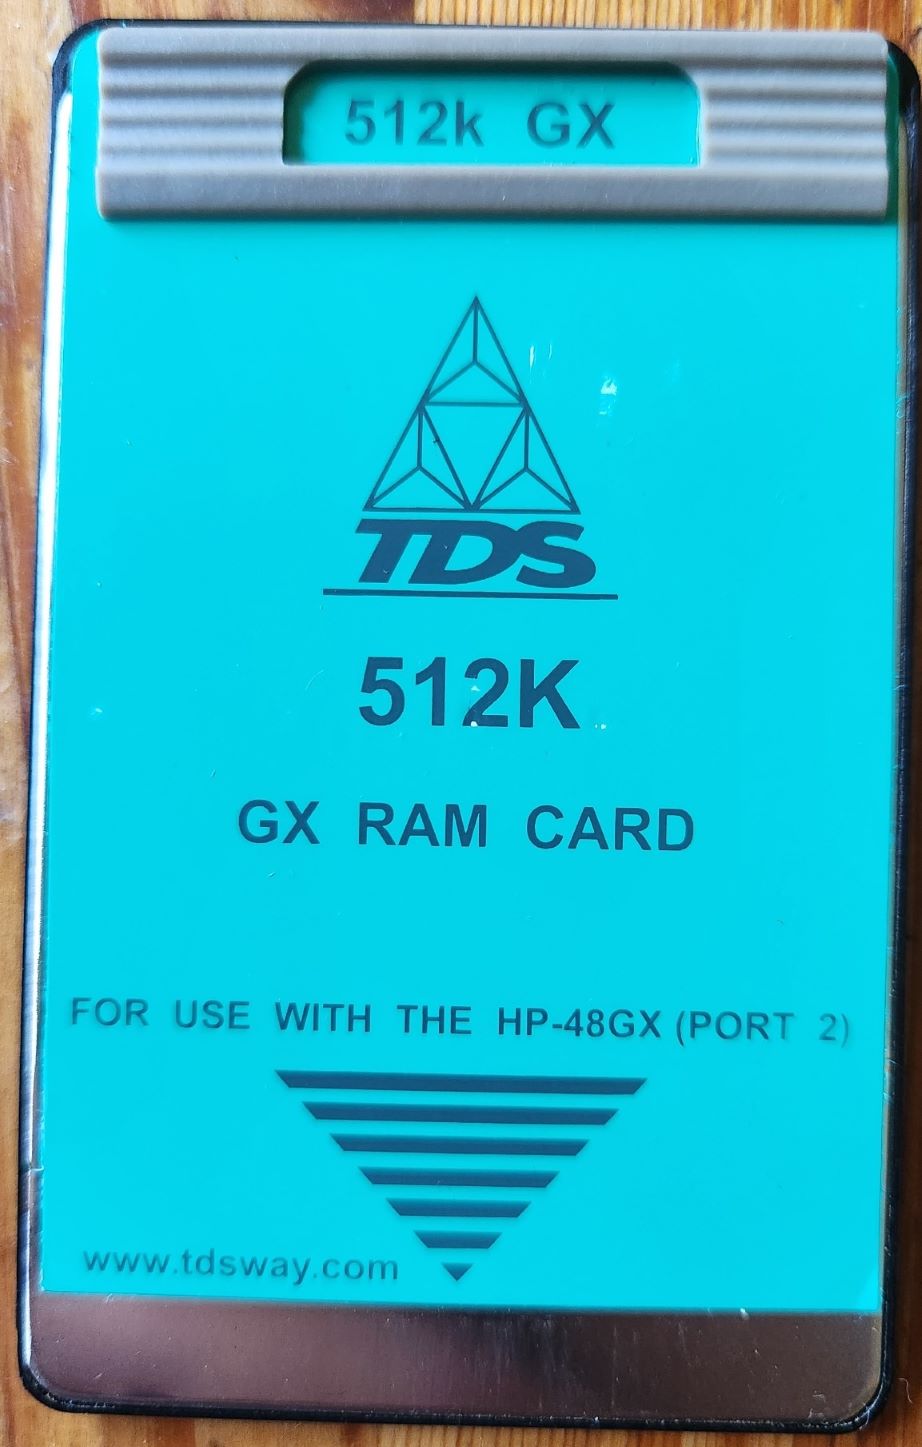 512k GX
TDS
512K
GX RAM CARD
FOR USE WITH THE HP-48GX (PORT 2)
www.tdsway.com